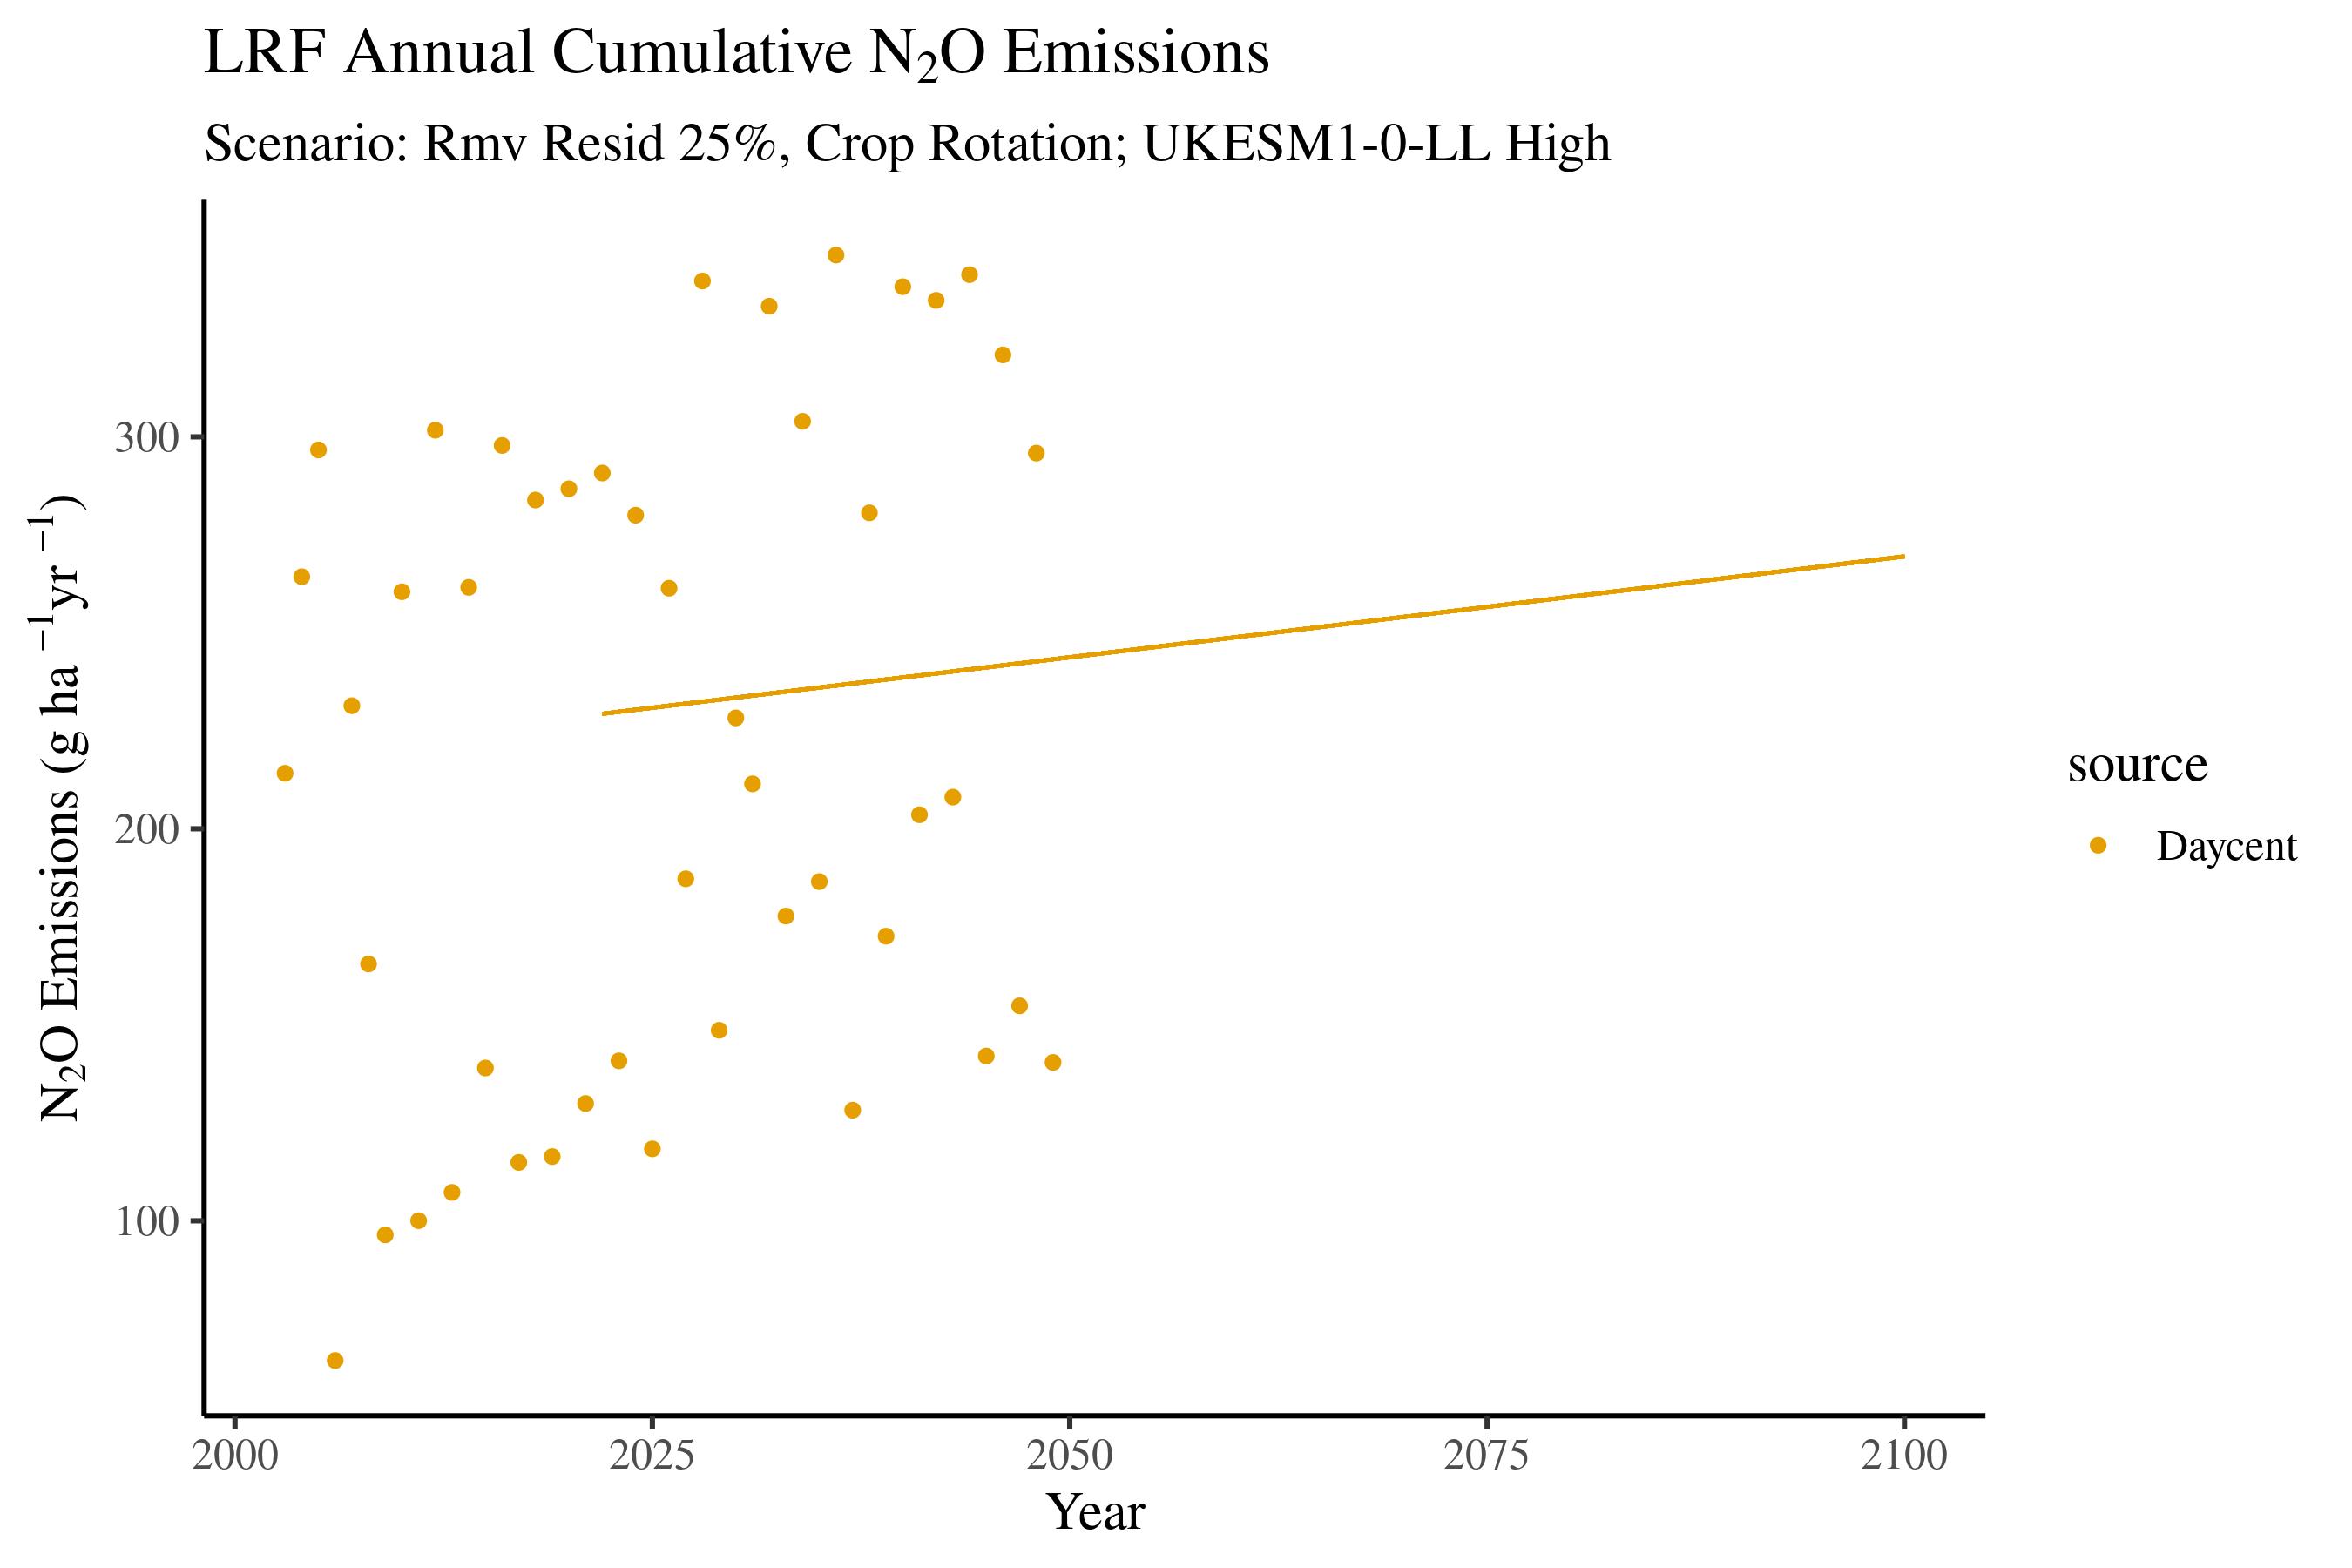 LRF Annual Cumulative N₂O Emissions
Scenario: Rmv Resid 25%, Crop Rotation; UKESM1-0-LL High
N₂O Emissions (g ha⁻¹yr⁻¹)
300
200
100
source
Daycent
2000 2025 2050 2075 2100
Year